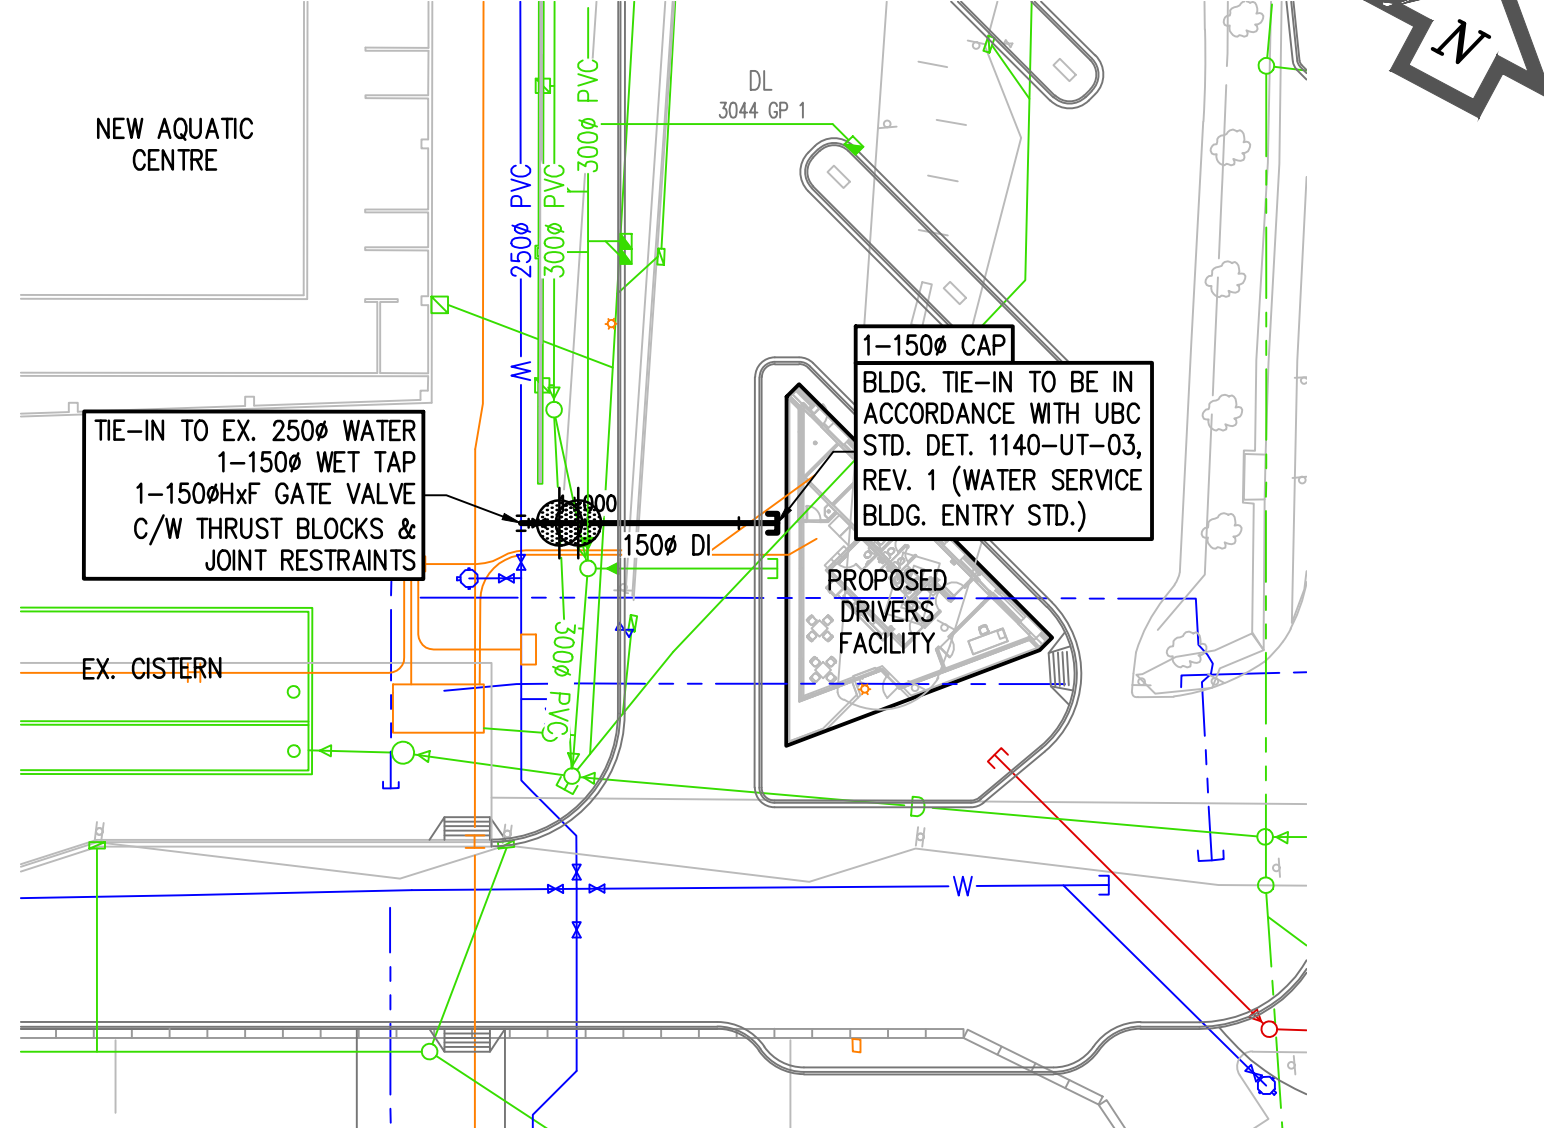 N
DL
3044 GP 1
NEW AQUATIC
CENTRE
300ø PVC
250ø PVC
300ø PVC
W
1-150ø CAP
BLDG. TIE-IN TO BE IN
ACCORDANCE WITH UBC
STD. DET. 1140-UT-03,
REV. 1 (WATER SERVICE
BLDG. ENTRY STD.)
TIE-IN TO EX. 250ø WATER
1-150ø WET TAP
1-150øHxF GATE VALVE
C/W THRUST BLOCKS &
JOINT RESTRAINTS
150ø DI
PROPOSED
DRIVERS
FACILITY
300ø PVC
EX. CISTERN
D
W